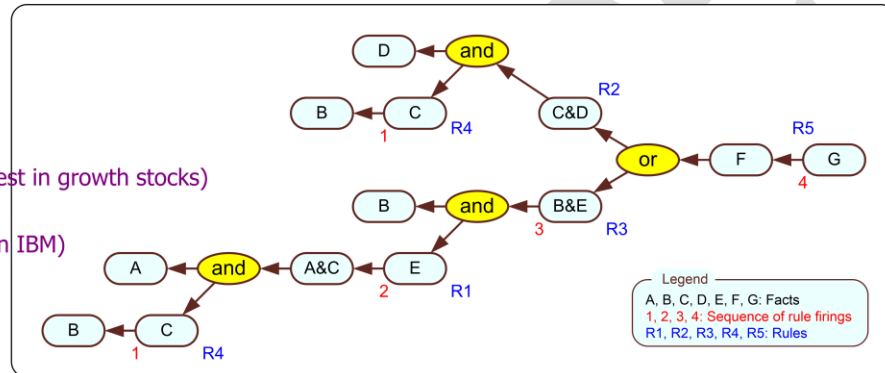 D
and
R2
B
C
C&D
1
R4
R5
or
F
G
4
est in growth stocks)
B
and
B&E
3
R3
n IBM)
A
and
A&C
E
2
R1
B
C
1
R4
Legend
A, B, C, D, E, F, G: Facts
1, 2, 3, 4: Sequence of rule firings
R1, R2, R3, R4, R5: Rules